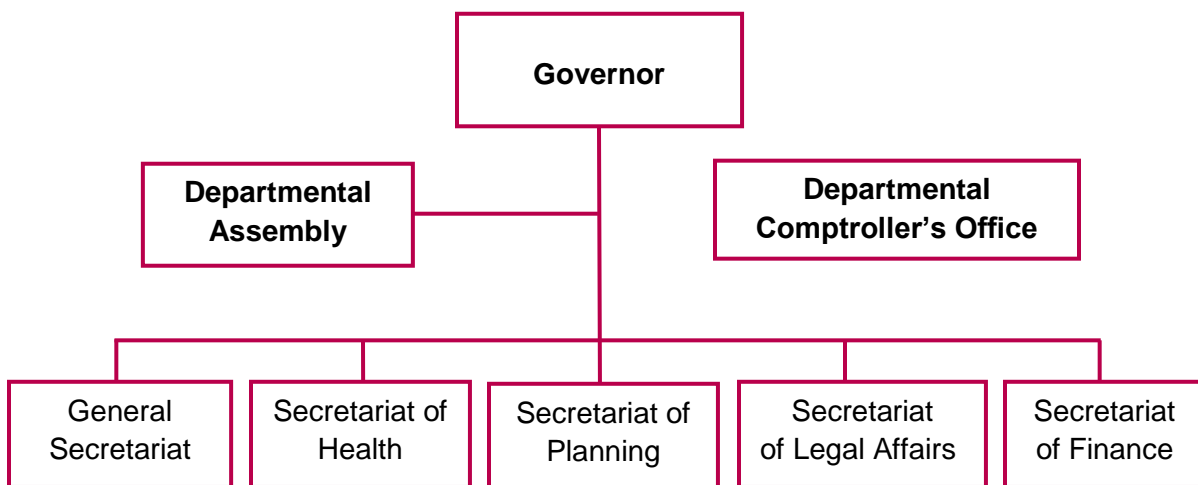 Governor
Departmental
Assembly
Departmental
Comptroller’s Office
General
Secretariat
Secretariat of
Health
Secretariat of
Planning
Secretariat
of Legal Affairs
Secretariat
of Finance